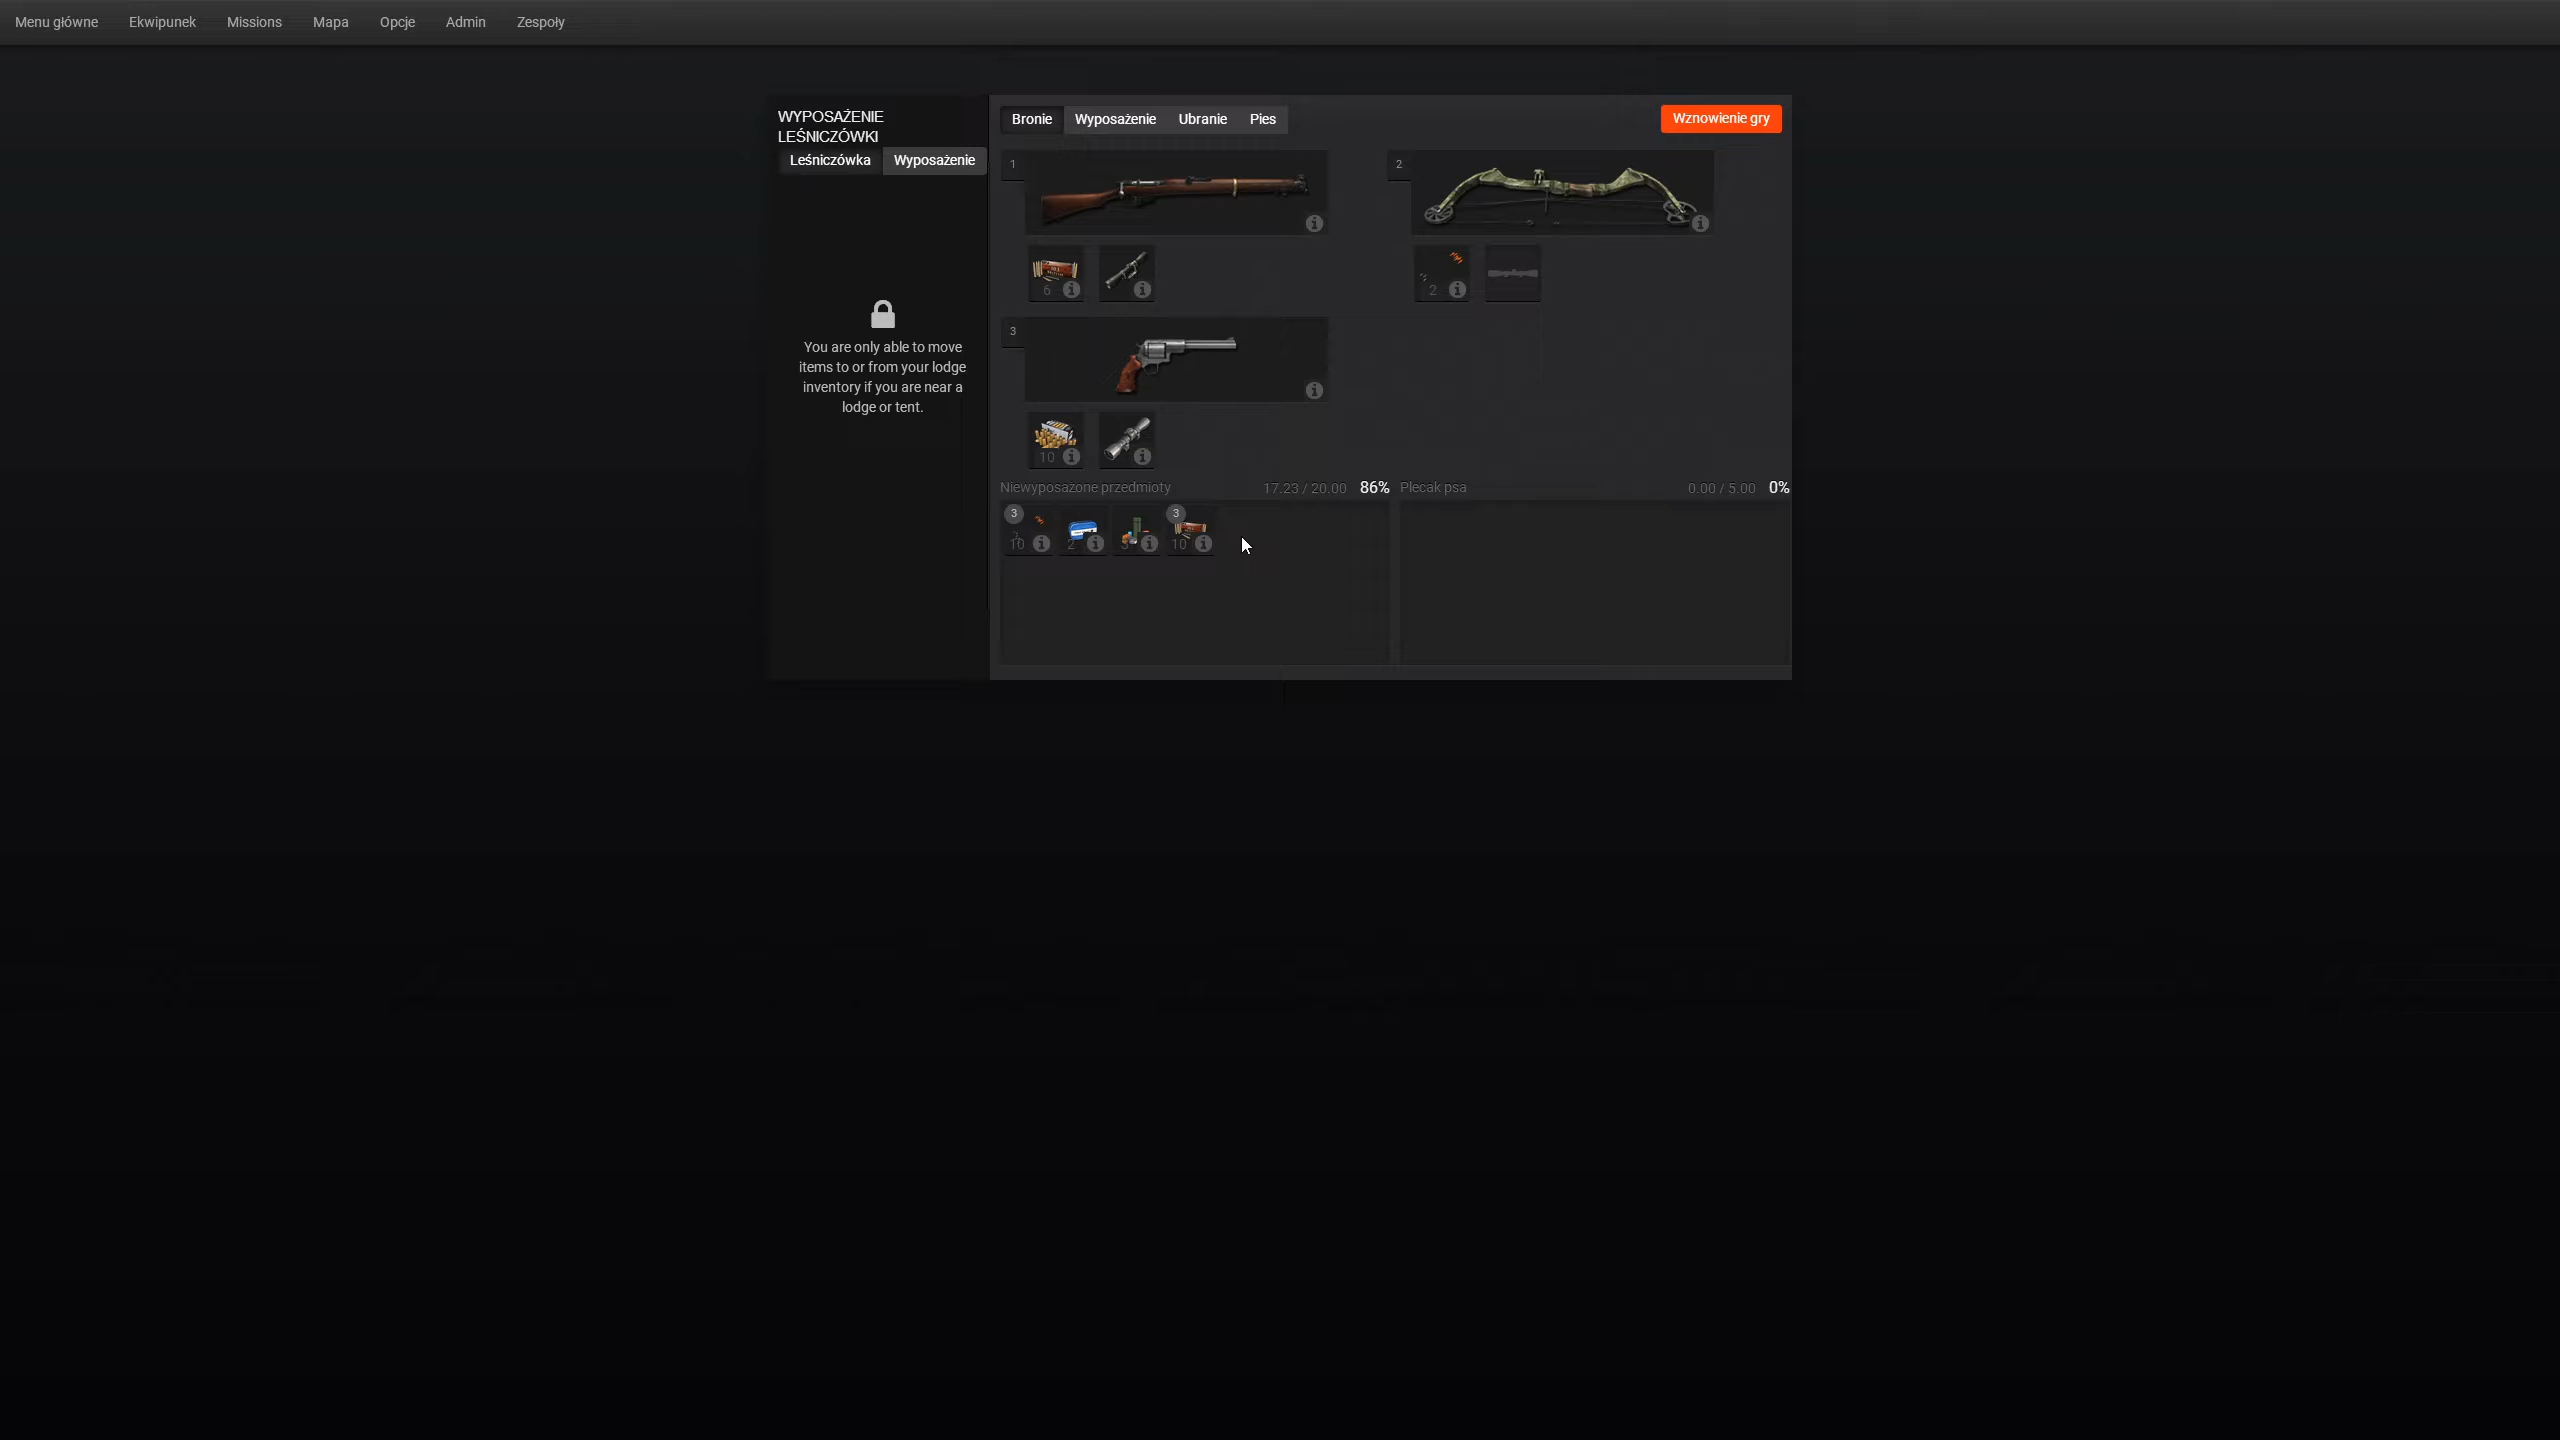 Menu główne Ekwipunek Missions Mapa Opcje Admin Zespoły
WYPOSAŻENIE
LEŚNICZÓWKI
Leśniczówka Wyposażenie
You are only able to move
items to or from your lodge
inventory if you are near a
lodge or tent.
Bronie Wyposażenie Ubranie Pies
Wznowienie gry
1
2
6
2
3
10
Niewyposażone przedmioty 17.23 / 20.00 86%
Plecak psa 0.00 / 5.00 0%
3 3
10 2 3 10